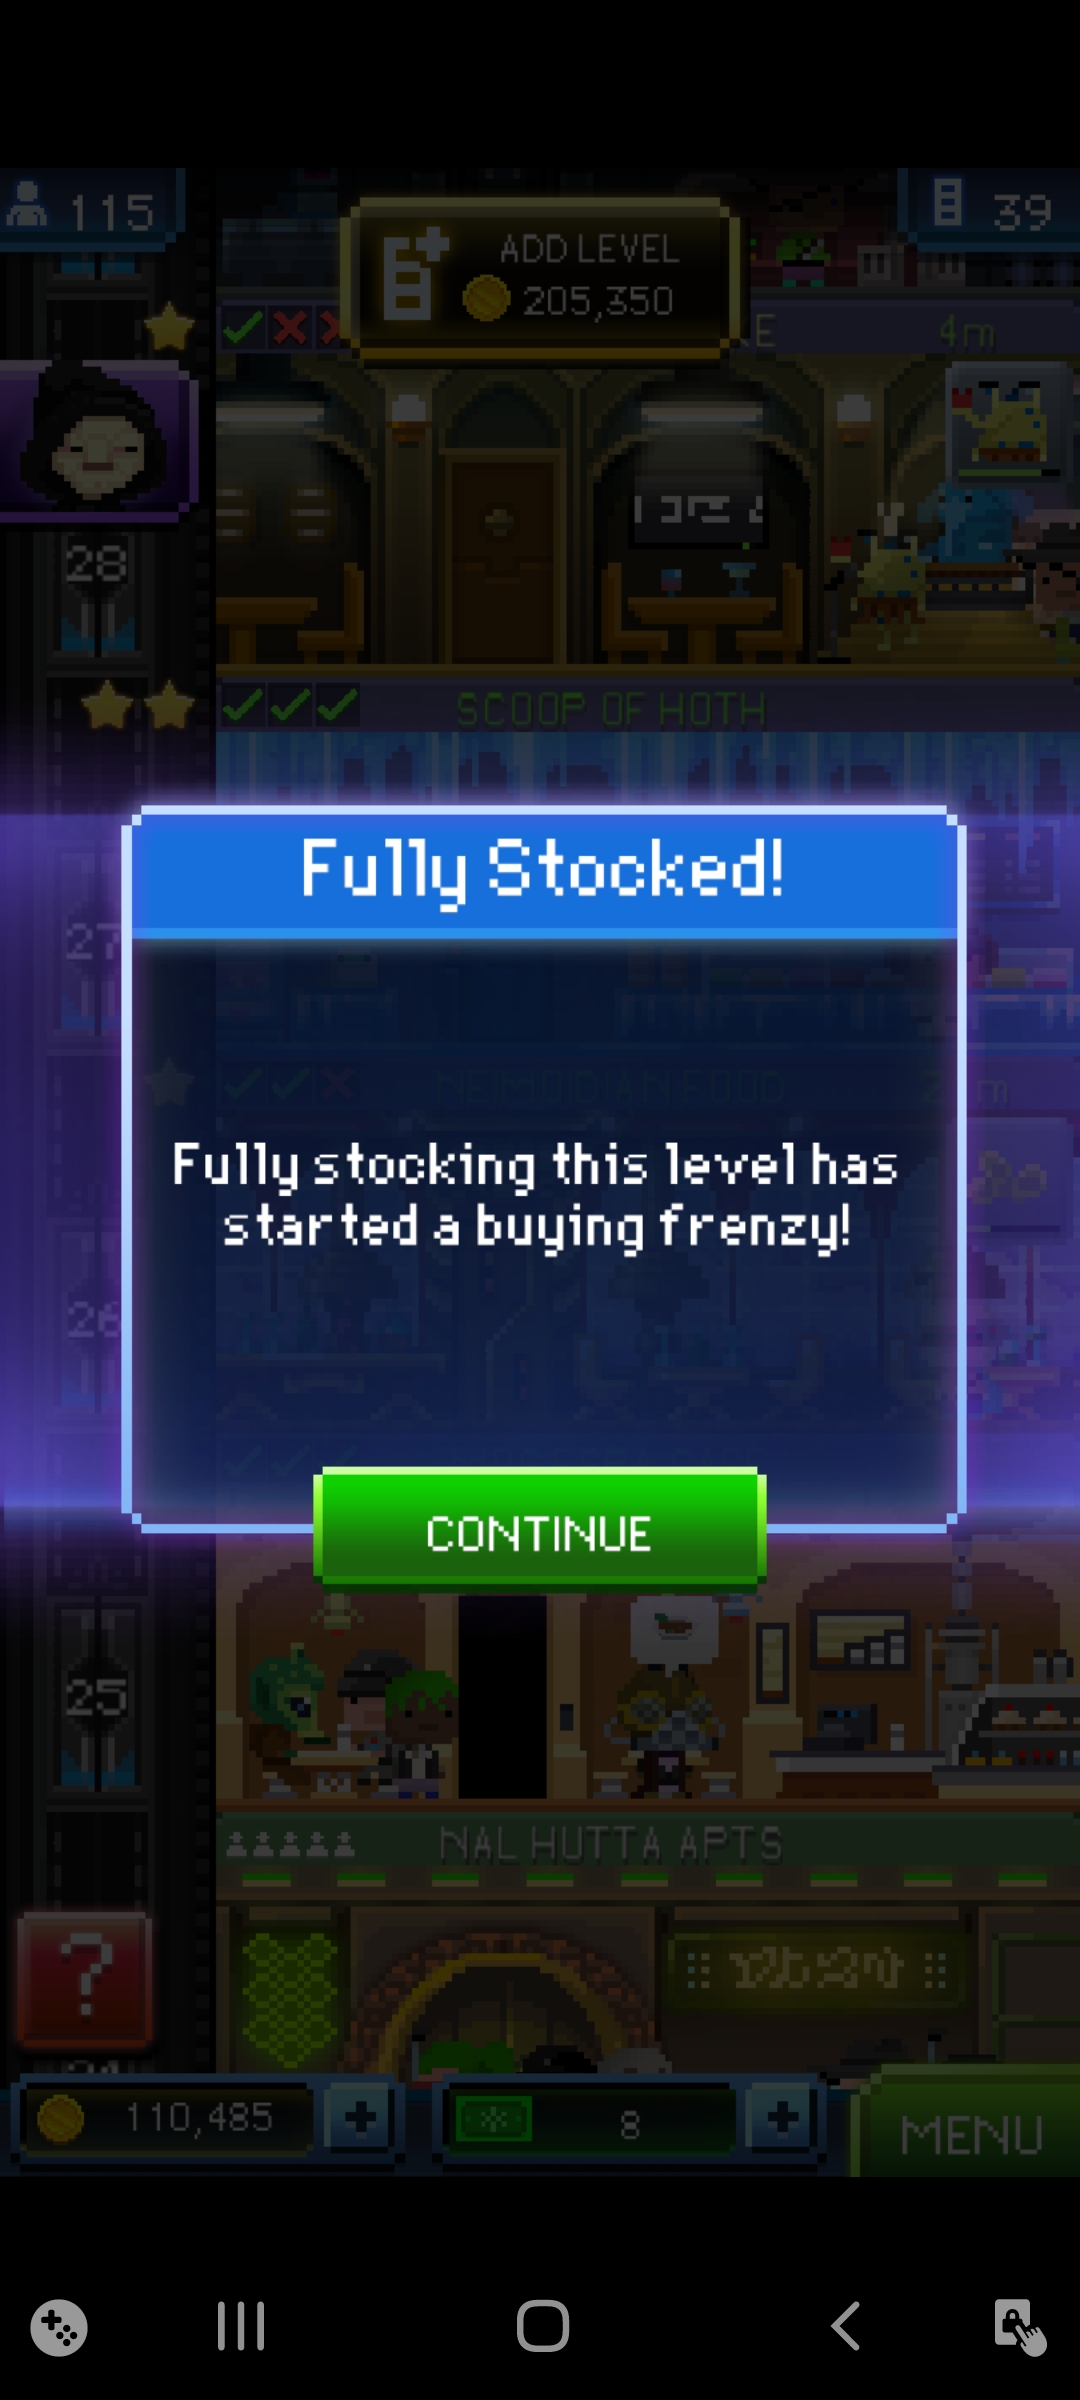 115
39
ADD LEVEL
205,350
4m
28
SCOOP OF HOTH
Fully Stocked!
27
NEIMOIDIAN FOOD
m
Fully stocking this level has
started a buying frenzy!
26
CONTINUE
25
NAL HUTTA APTS
?
24
110,485
+
8
+
MENU